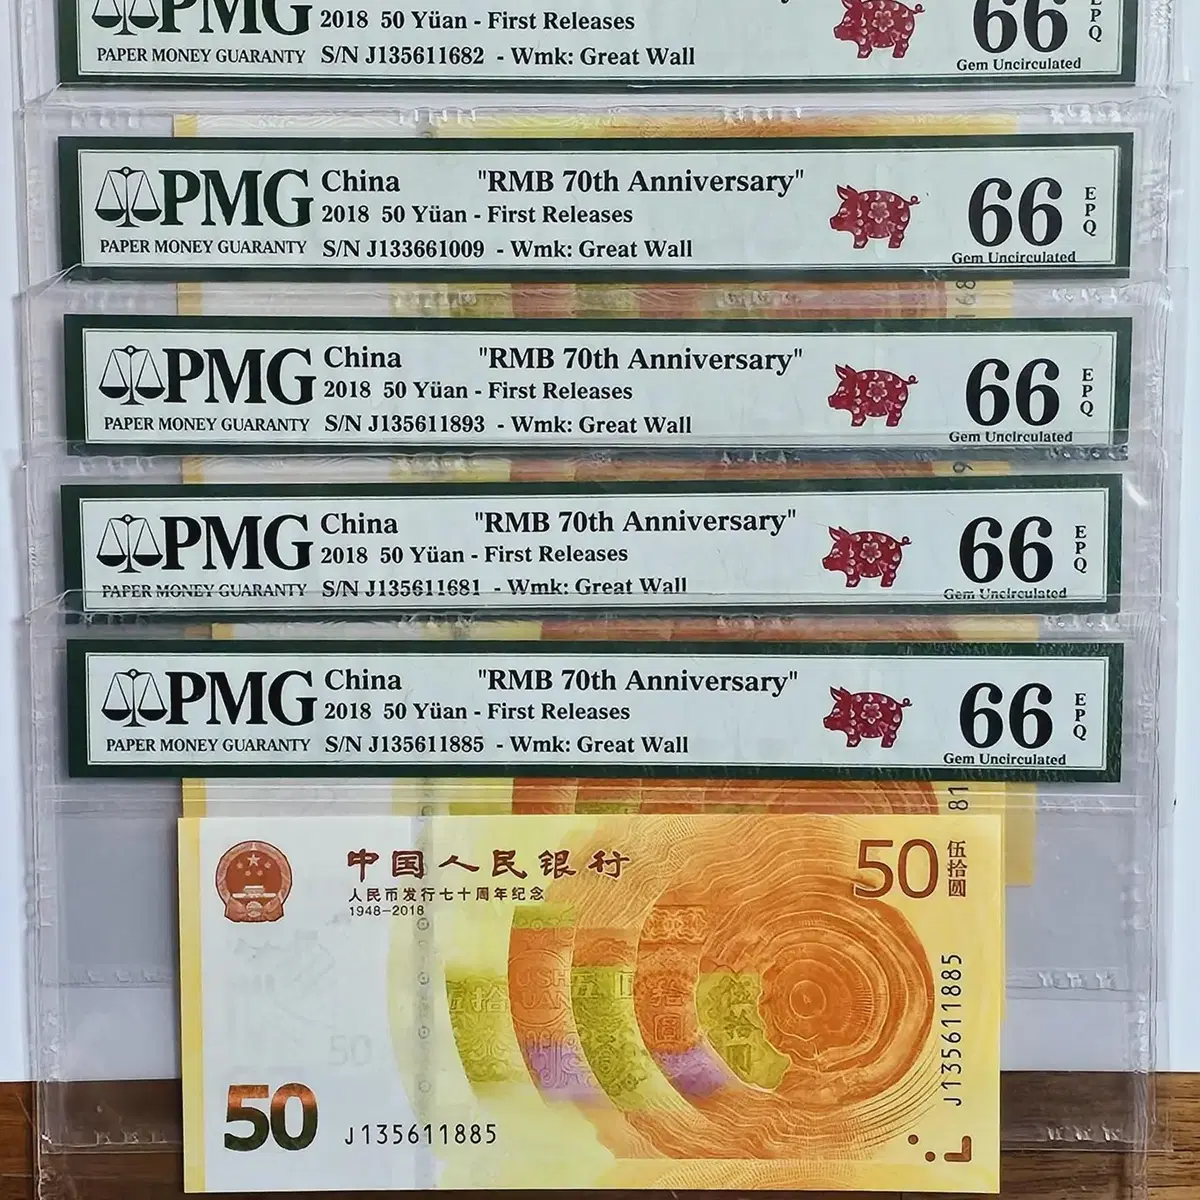 PMG
2018 50 Yüan - First Releases
PAPER MONEY GUARANTY S/N J135611682 - Wmk: Great Wall
66
EPQ
Gem Uncirculated
PMG China "RMB 70th Anniversary"
2018 50 Yüan - First Releases
PAPER MONEY GUARANTY S/N J133661009 - Wmk: Great Wall
66
EPQ
Gem Uncirculated
PMG China "RMB 70th Anniversary"
2018 50 Yüan - First Releases
PAPER MONEY GUARANTY S/N J135611893 - Wmk: Great Wall
66
EPQ
Gem Uncirculated
PMG China "RMB 70th Anniversary"
2018 50 Yüan - First Releases
PAPER MONEY GUARANTY S/N J135611681 - Wmk: Great Wall
66
EPQ
Gem Uncirculated
PMG China "RMB 70th Anniversary"
2018 50 Yüan - First Releases
PAPER MONEY GUARANTY S/N J135611885 - Wmk: Great Wall
66
EPQ
Gem Uncirculated
81
中国人民银行
人民币发行七十周年纪念
1948-2018
50
伍拾圆
伍拾圆
50
J135611885
50
J135611885